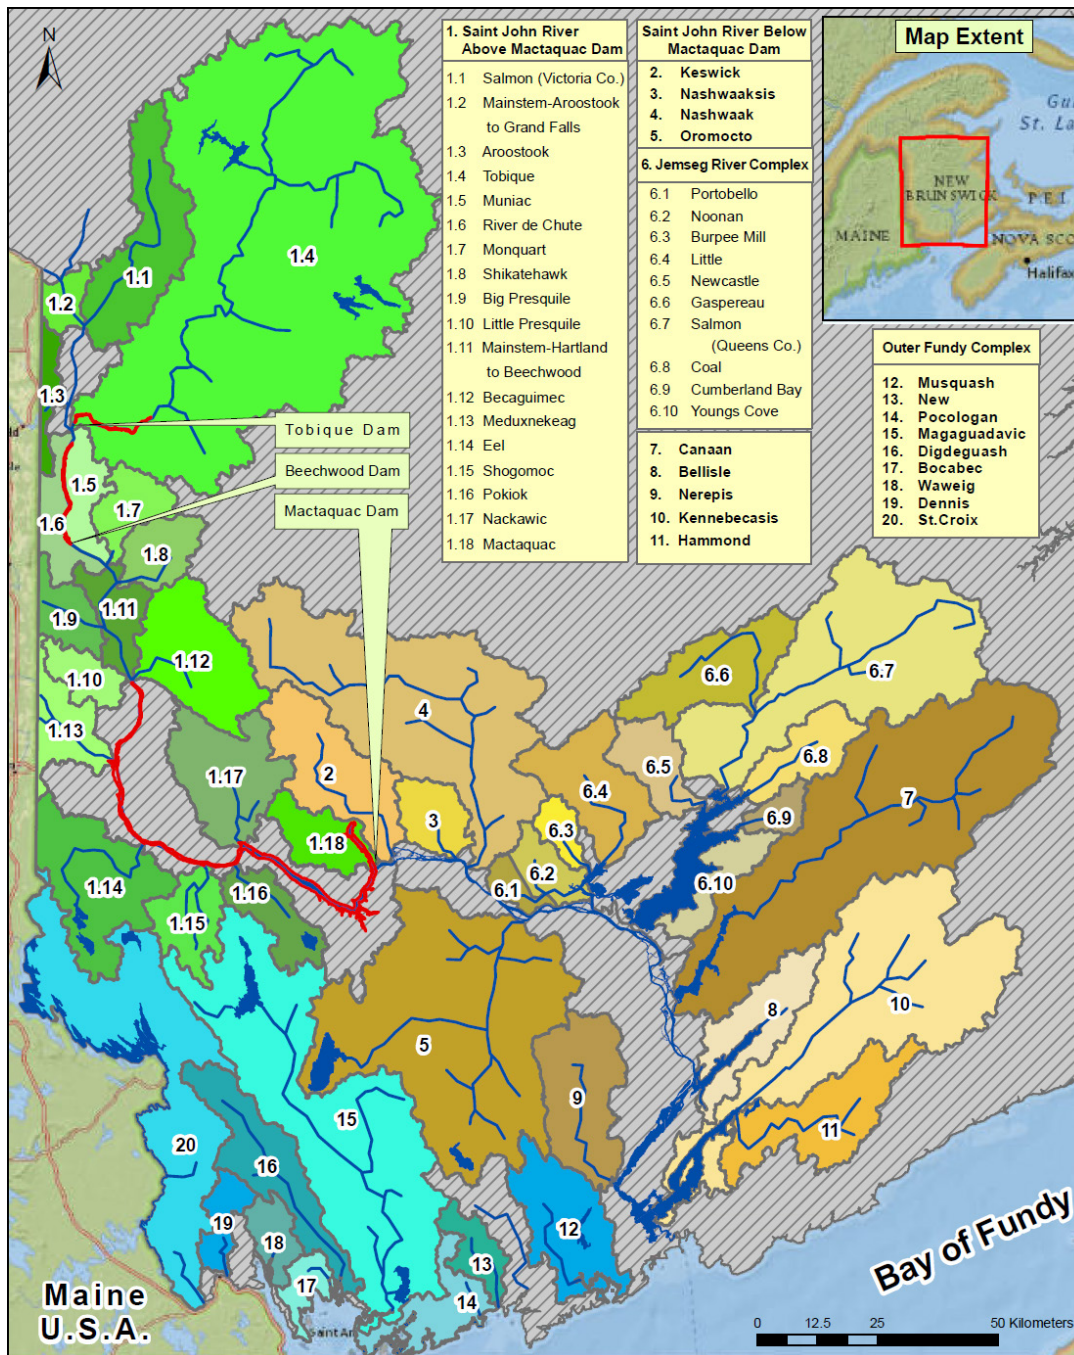 N
1. Saint John River
Above Mactaquac Dam
1.1 Salmon (Victoria Co.)
1.2 Mainstem-Aroostook
to Grand Falls
1.3 Aroostook
1.4 Tobique
1.5 Muniac
1.6 River de Chute
1.7 Monquart
1.8 Shikatehawk
1.9 Big Presquile
1.10 Little Presquile
1.11 Mainstem-Hartland
to Beechwood
1.12 Becaguimec
1.13 Meduxnekeag
1.14 Eel
1.15 Shogomoc
1.16 Pokiok
1.17 Nackawic
1.18 Mactaquac
Saint John River Below
Mactaquac Dam
2. Keswick
3. Nashwaaksis
4. Nashwaak
5. Oromocto
6. Jemseg River Complex
6.1 Portobello
6.2 Noonan
6.3 Burpee Mill
6.4 Little
6.5 Newcastle
6.6 Gaspereau
6.7 Salmon
(Queens Co.)
6.8 Coal
6.9 Cumberland Bay
6.10 Youngs Cove
7. Canaan
8. Bellisle
9. Nerepis
10. Kennebecasis
11. Hammond
Map Extent
Gu
St. La
NEW
BRUNSWICK
P.E.I.
MAINE
NOVA SCO
Halifax
Outer Fundy Complex
12. Musquash
13. New
14. Pocologan
15. Magaguadavic
16. Digdeguash
17. Bocabec
18. Waweig
19. Dennis
20. St.Croix
1.4
1.1
1.2
1.3
Tobique Dam
Beechwood Dam
Mactaquac Dam
1.5
1.7
1.6
1.8
1.11
1.9
1.12
1.10
1.13
6.6
6.7
4
6.8
6.5
2
1.17
6.4
7
3
6.9
6.3
1.18
6.2
6.10
1.14
6.1
1.16
1.15
8
10
5
9
15
11
20
16
19
12
18
13
17
14
Bay of Fundy
Maine
U.S.A.
0 12.5 25 50 Kilometers